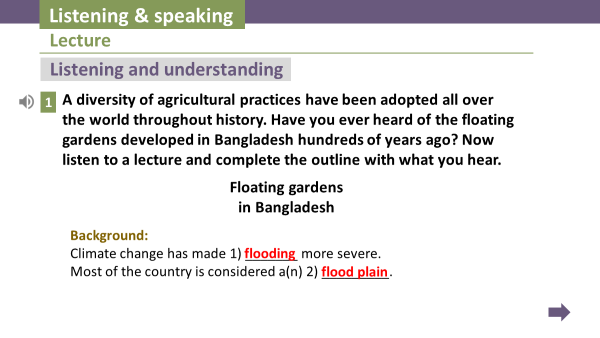 Listening & speaking
Lecture
Listening and understanding
1 A diversity of agricultural practices have been adopted all over
the world throughout history. Have you ever heard of the floating
gardens developed in Bangladesh hundreds of years ago? Now
listen to a lecture and complete the outline with what you hear.
Floating gardens
in Bangladesh
Background:
Climate change has made 1) flooding more severe.
Most of the country is considered a(n) 2) flood plain.